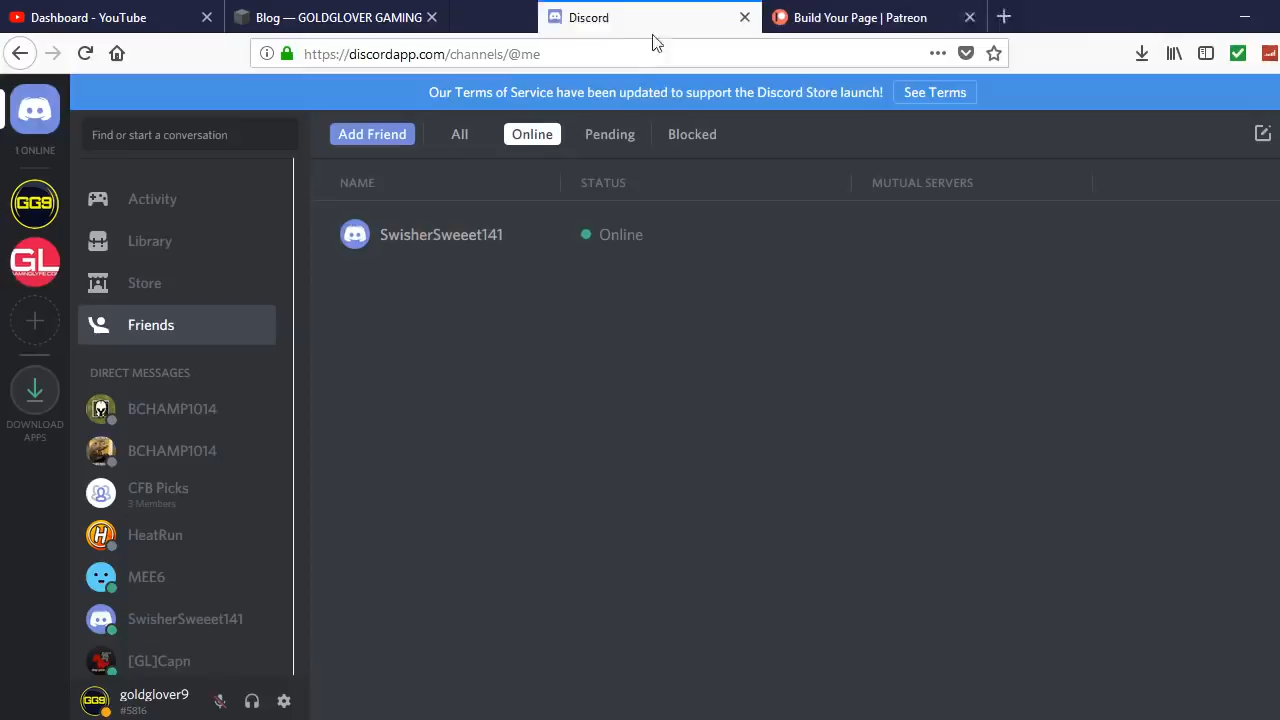 Dashboard - YouTube
Blog — GOLDGLOVER GAMING
Discord
Build Your Page | Patreon
https://discordapp.com/channels/@me
Our Terms of Service have been updated to support the Discord Store launch!
See Terms
Find or start a conversation
Add Friend
All
Online
Pending
Blocked
1 ONLINE
NAME
STATUS
MUTUAL SERVERS
GG9
Activity
SwisherSweeet141
Online
Library
GL
Store
Friends
DIRECT MESSAGES
DOWNLOAD
APPS
BCHAMP1014
BCHAMP1014
CFB Picks
3 Members
HeatRun
MEE6
SwisherSweeet141
[GL]Capn
GG9
goldglover9
#5816